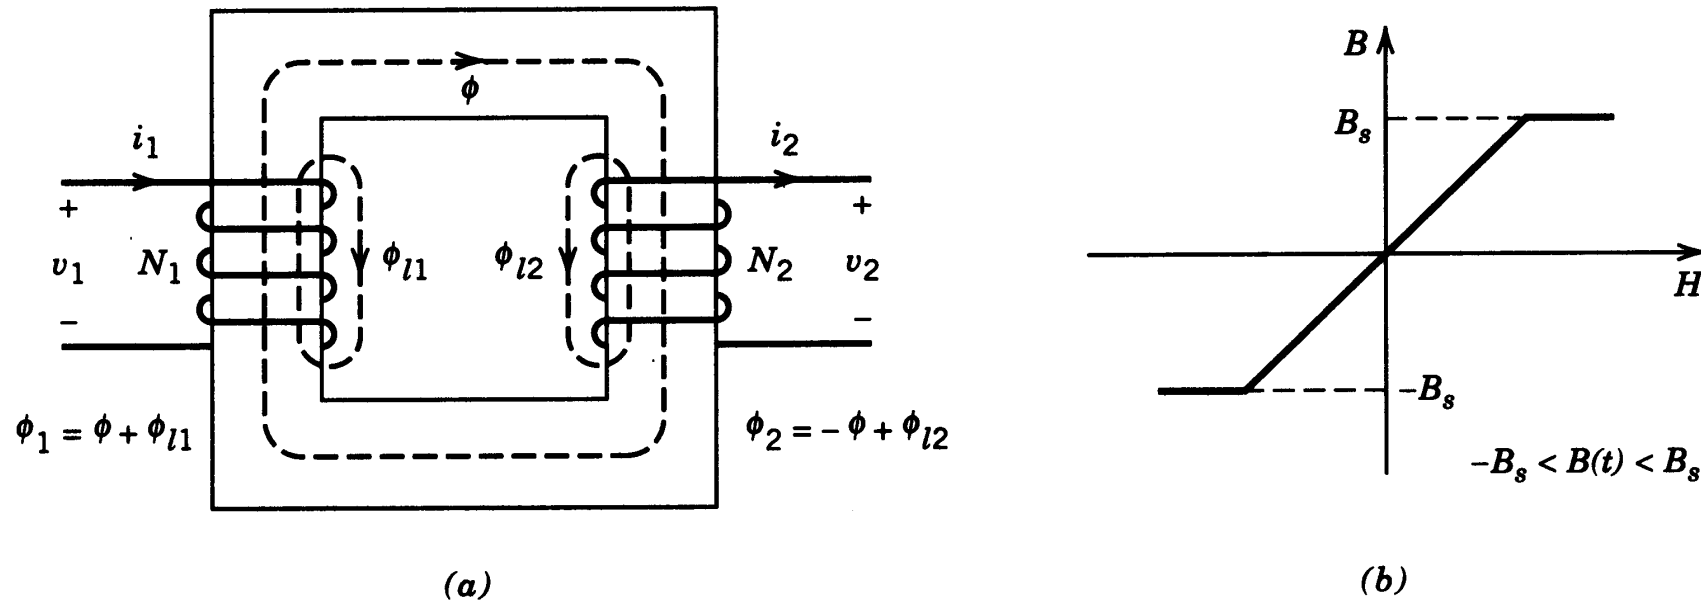 ϕ
i₁
i₂
+
+
v₁
N₁
ϕₗ₁
ϕₗ₂
N₂
v₂
−
−
ϕ₁ = ϕ + ϕₗ₁
ϕ₂ = −ϕ + ϕₗ₂
(a)
B
Bₛ
H
−Bₛ
−Bₛ < B(t) < Bₛ
(b)